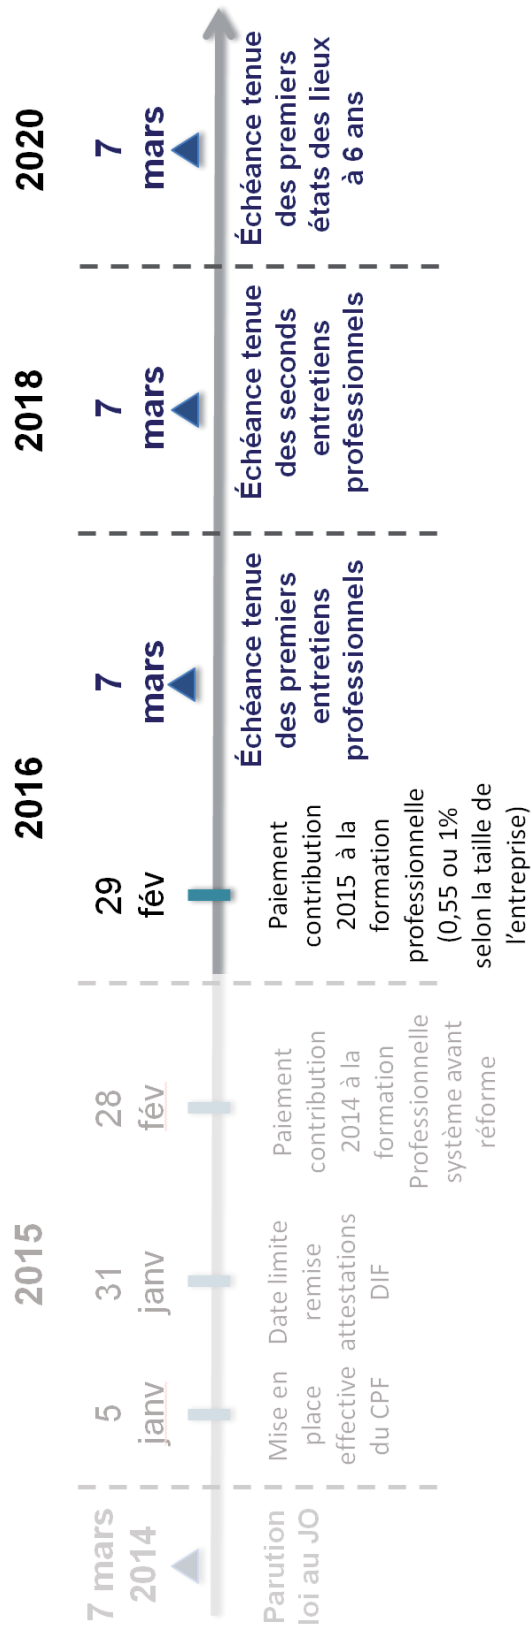 7 mars
2014
Parution
loi au JO
2015
5
janv
Mise en
place
effective
du CPF
31
janv
Date limite
remise
attestations
DIF
28
fév
Paiement
contribution
2014 à la
formation
Professionnelle
système avant
réforme
2016
29
fév
Paiement
contribution
2015 à la
formation
professionnelle
(0,55 ou 1%
selon la taille de
l’entreprise)
7
mars
Échéance tenue
des premiers
entretiens
professionnels
2018
7
mars
Échéance tenue
des seconds
entretiens
professionnels
2020
7
mars
Échéance tenue
des premiers
états des lieux
à 6 ans